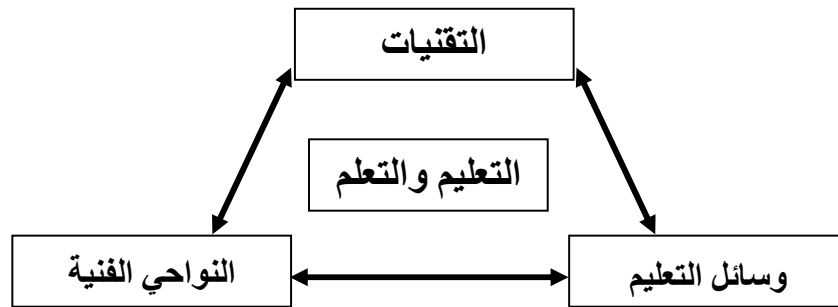 التقنيات
التعليم والتعلم
وسائل التعليم
النواحي الفنية